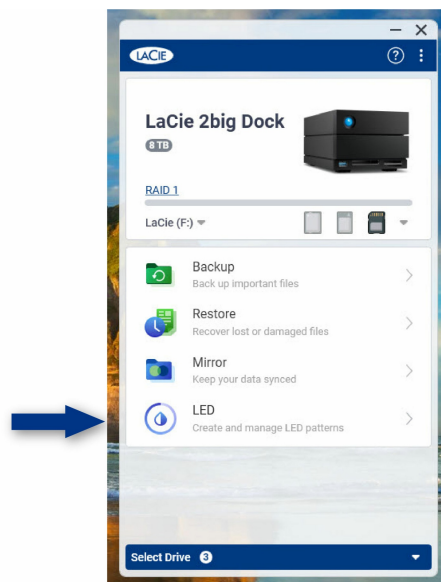 LACIE
LaCie 2big Dock
8 TB
RAID 1
LaCie (F:)
Backup
Back up important files
Restore
Recover lost or damaged files
Mirror
Keep your data synced
LED
Create and manage LED patterns
Select Drive 3